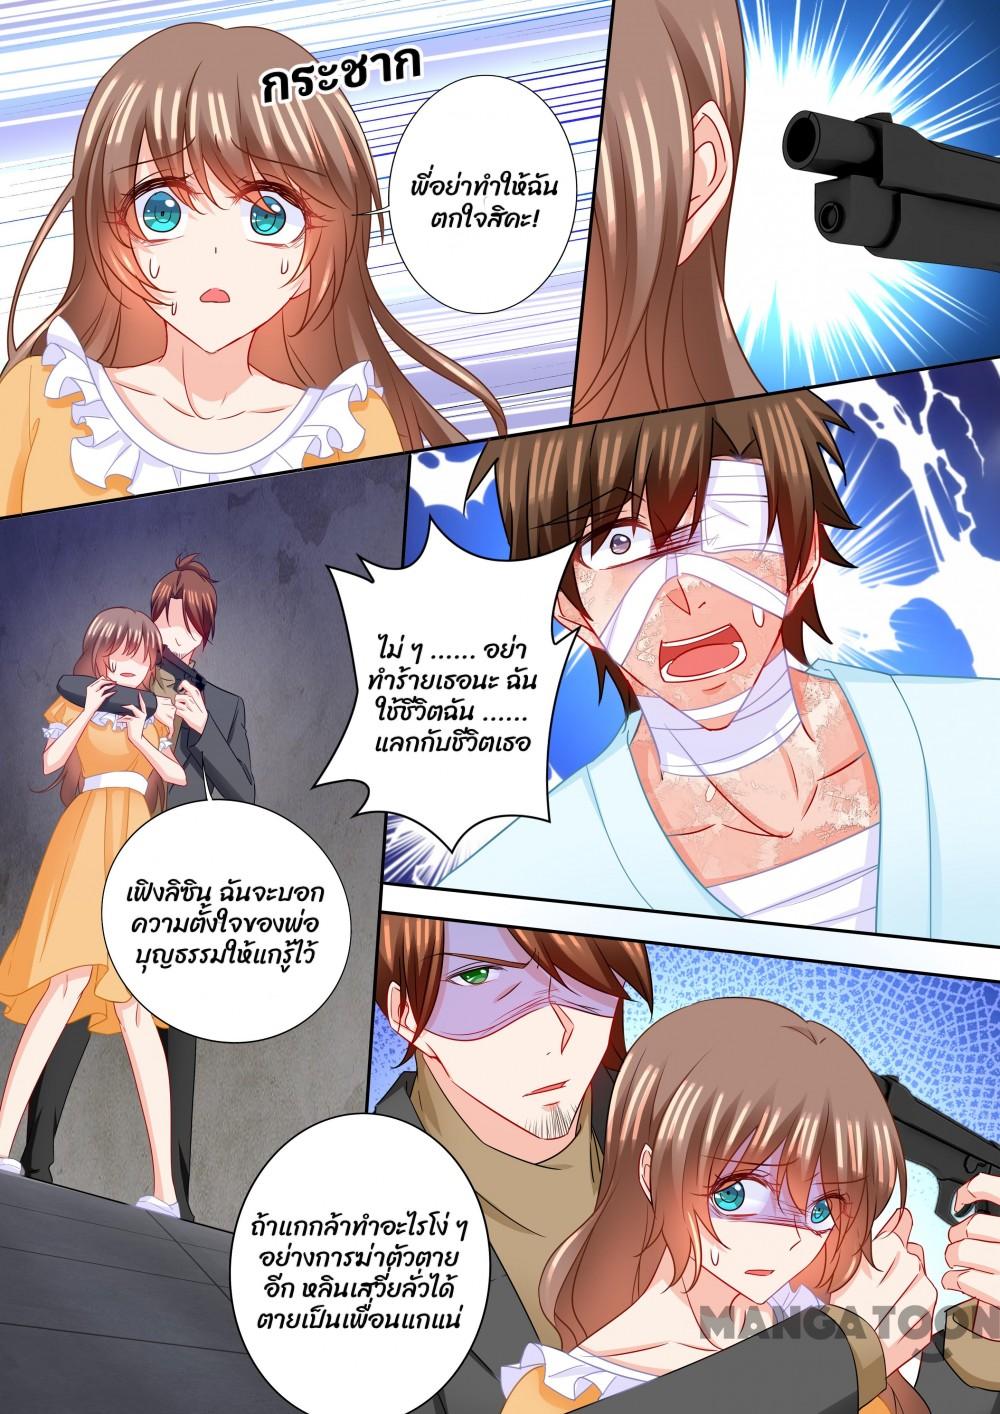 กระชาก
พี่อย่าทำให้ฉัน
ตกใจสิคะ!
ไม่ ๆ ...... อย่า
ทำร้ายเธอนะ ฉัน
ใช้ชีวิตฉัน ......
แลกกับชีวิตเธอ
เฟิงลิซิน ฉันจะบอก
ความตั้งใจของพ่อ
บุญธรรมให้แกรู้ไว้
ถ้าแกกล้าทำอะไรโง่ ๆ
อย่างการฆ่าตัวตาย
อีก หลินเสวี่ยลั่วได้
ตายเป็นเพื่อนแกแน่
MANGATOON